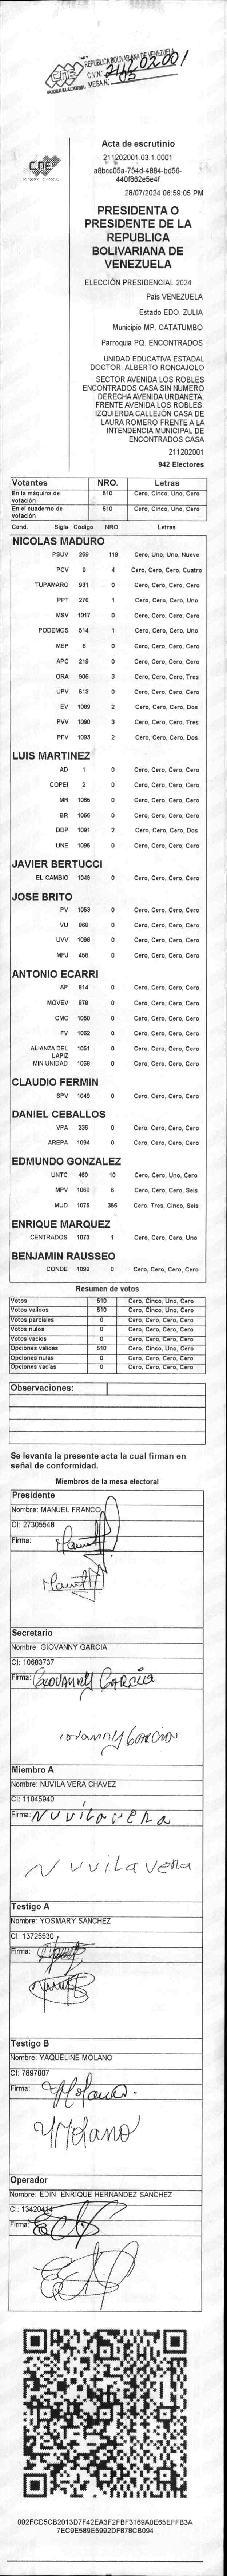 REPUBLICA BOLIVARIANA DE VENEZUELA
CNE
PODER ELECTORAL
C.V.N: 211202001
MESA N: 03
CNE
Acta de escrutinio
211202001.03.1.0001
a8bcc05a-754d-4884-bd56-
440f862e5e4f
28/07/2024 06:59:05 PM
PRESIDENTA O
PRESIDENTE DE LA
REPUBLICA
BOLIVARIANA DE
VENEZUELA
ELECCIÓN PRESIDENCIAL 2024
País VENEZUELA
Estado EDO. ZULIA
Municipio MP. CATATUMBO
Parroquia PQ. ENCONTRADOS
UNIDAD EDUCATIVA ESTADAL
DOCTOR. ALBERTO RONCAJOLO
SECTOR AVENIDA LOS ROBLES
ENCONTRADOS CASA SIN NUMERO
DERECHA AVENIDA URDANETA.
FRENTE AVENIDA LOS ROBLES.
IZQUIERDA CALLEJÓN CASA DE
LAURA ROMERO FRENTE A LA
INTENDENCIA MUNICIPAL DE
ENCONTRADOS CASA
211202001
942 Electores
Votantes NRO. Letras
En la máquina de votación 510 Cero, Cinco, Uno, Cero
En el cuaderno de votación 510 Cero, Cinco, Uno, Cero
Cand. Sigla Código NRO. Letras
NICOLAS MADURO
PSUV 269 119 Cero, Uno, Uno, Nueve
PCV 9 4 Cero, Cero, Cero, Cuatro
TUPAMARO 931 0 Cero, Cero, Cero, Cero
PPT 276 1 Cero, Cero, Cero, Uno
MSV 1017 0 Cero, Cero, Cero, Cero
PODEMOS 514 1 Cero, Cero, Cero, Uno
MEP 6 0 Cero, Cero, Cero, Cero
APC 219 0 Cero, Cero, Cero, Cero
ORA 906 3 Cero, Cero, Cero, Tres
UPV 513 0 Cero, Cero, Cero, Cero
EV 1089 2 Cero, Cero, Cero, Dos
PVV 1090 3 Cero, Cero, Cero, Tres
PFV 1093 2 Cero, Cero, Cero, Dos
LUIS MARTINEZ
AD 1 0 Cero, Cero, Cero, Cero
COPEI 2 0 Cero, Cero, Cero, Cero
MR 1065 0 Cero, Cero, Cero, Cero
BR 1066 0 Cero, Cero, Cero, Cero
DDP 1091 2 Cero, Cero, Cero, Dos
UNE 1095 0 Cero, Cero, Cero, Cero
JAVIER BERTUCCI
EL CAMBIO 1048 0 Cero, Cero, Cero, Cero
JOSE BRITO
PV 1053 0 Cero, Cero, Cero, Cero
VU 868 0 Cero, Cero, Cero, Cero
UVV 1096 0 Cero, Cero, Cero, Cero
MPJ 458 0 Cero, Cero, Cero, Cero
ANTONIO ECARRI
AP 814 0 Cero, Cero, Cero, Cero
MOVEV 878 0 Cero, Cero, Cero, Cero
CMC 1050 0 Cero, Cero, Cero, Cero
FV 1062 0 Cero, Cero, Cero, Cero
ALIANZA DEL LAPIZ 1051 0 Cero, Cero, Cero, Cero
MIN UNIDAD 1056 0 Cero, Cero, Cero, Cero
CLAUDIO FERMIN
SPV 1049 0 Cero, Cero, Cero, Cero
DANIEL CEBALLOS
VPA 236 0 Cero, Cero, Cero, Cero
AREPA 1094 0 Cero, Cero, Cero, Cero
EDMUNDO GONZALEZ
UNTC 460 10 Cero, Cero, Uno, Cero
MPV 1069 6 Cero, Cero, Cero, Seis
MUD 1075 356 Cero, Tres, Cinco, Seis
ENRIQUE MARQUEZ
CENTRADOS 1073 1 Cero, Cero, Cero, Uno
BENJAMIN RAUSSEO
CONDE 1092 0 Cero, Cero, Cero, Cero
Resumen de votos
Votos 510 Cero, Cinco, Uno, Cero
Votos validos 510 Cero, Cinco, Uno, Cero
Votos parciales 0 Cero, Cero, Cero, Cero
Votos nulos 0 Cero, Cero, Cero, Cero
Votos vacios 0 Cero, Cero, Cero, Cero
Opciones validas 510 Cero, Cinco, Uno, Cero
Opciones nulas 0 Cero, Cero, Cero, Cero
Opciones vacias 0 Cero, Cero, Cero, Cero
Observaciones:
Se levanta la presente acta la cual firman en
señal de conformidad.
Miembros de la mesa electoral
Presidente
Nombre: MANUEL FRANCO
CI: 27305548
Firma:
Secretario
Nombre: GIOVANNY GARCIA
CI: 10683737
Firma: Giovanny García
iovanny García
Miembro A
Nombre: NUVILA VERA CHAVEZ
CI: 11045940
Firma: Nuvila vera
Nuvila vera
Testigo A
Nombre: YOSMARY SANCHEZ
CI: 13725530
Firma:
Testigo B
Nombre: YAQUELINE MOLANO
CI: 7897007
Firma: YMolano
YMolano
Operador
Nombre: EDIN ENRIQUE HERNANDEZ SANCHEZ
CI: 13420414
Firma:
002FCD5CB2013D7F42EA3F2FBF3169A0E65EFFB3A
7EC9E589E5992DF878CB094